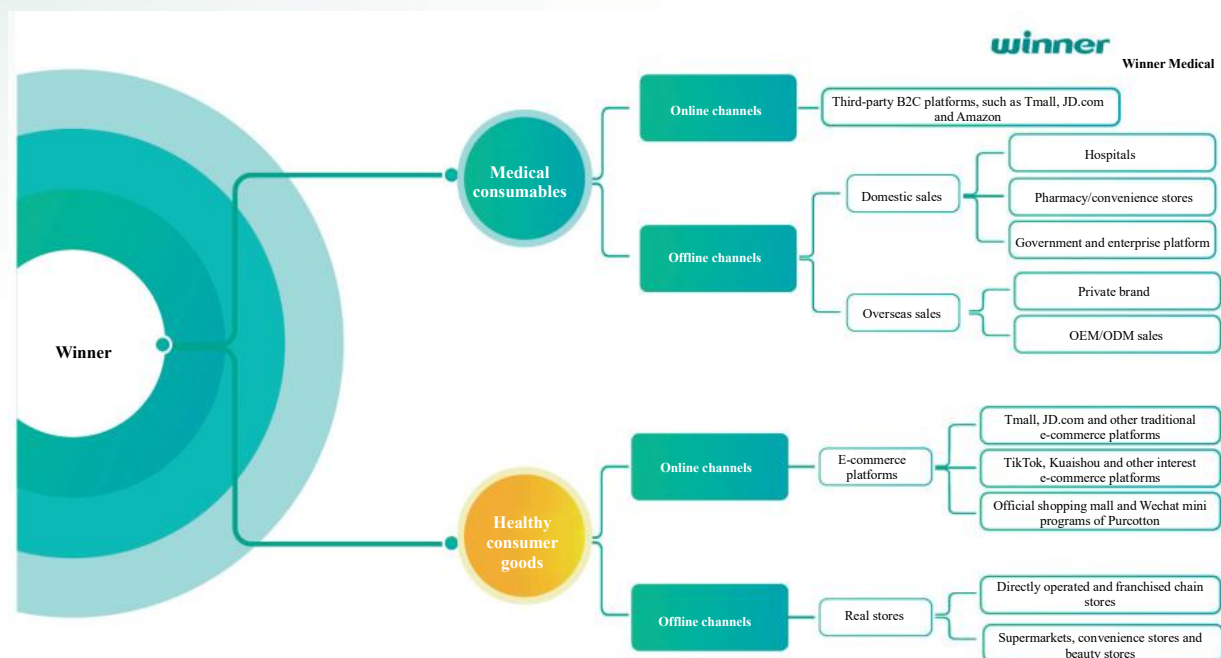 winner
Winner Medical
Online channels
Third-party B2C platforms, such as Tmall, JD.com
and Amazon
Medical
consumables
Hospitals
Domestic sales
Pharmacy/convenience stores
Offline channels
Government and enterprise platform
Overseas sales
Private brand
OEM/ODM sales
Winner
Online channels
E-commerce
platforms
Tmall, JD.com and other traditional
e-commerce platforms
TikTok, Kuaishou and other interest
e-commerce platforms
Official shopping mall and Wechat mini
programs of Purcotton
Healthy
consumer
goods
Offline channels
Real stores
Directly operated and franchised chain
stores
Supermarkets, convenience stores and
beauty stores